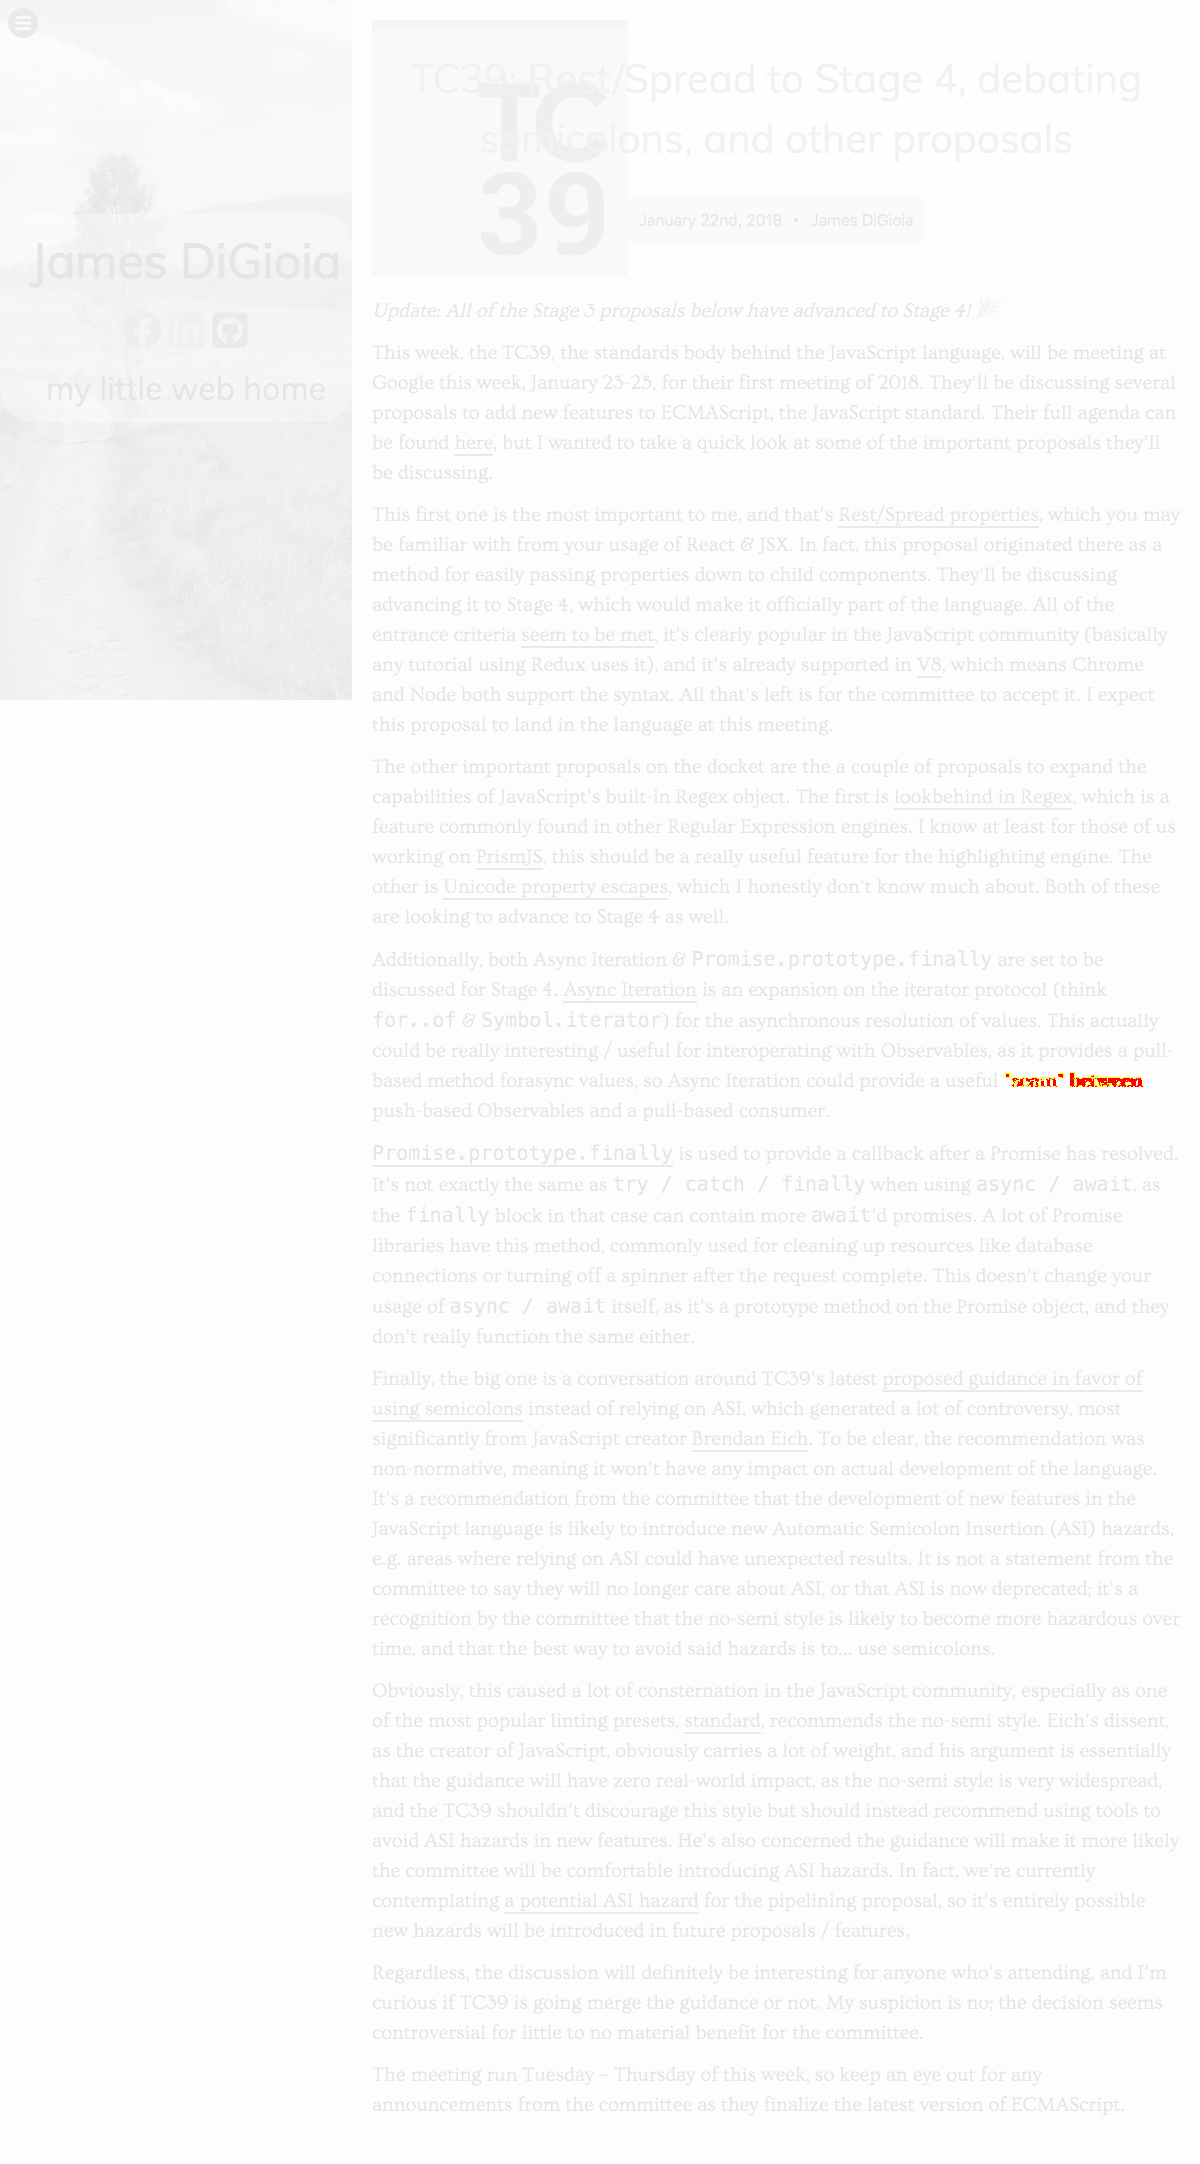 TC39: Rest/Spread to Stage 4, debating
semicolons, and other proposals
TC
39
January 22nd, 2018 • James DiGioia
James DiGioia
my little web home
Update: All of the Stage 3 proposals below have advanced to Stage 4! 🎉
This week, the TC39, the standards body behind the JavaScript language, will be meeting at
Google this week, January 23-25, for their first meeting of 2018. They'll be discussing several
proposals to add new features to ECMAScript, the JavaScript standard. Their full agenda can
be found here, but I wanted to take a quick look at some of the important proposals they'll
be discussing.
This first one is the most important to me, and that's Rest/Spread properties, which you may
be familiar with from your usage of React & JSX. In fact, this proposal originated there as a
method for easily passing properties down to child components. They'll be discussing
advancing it to Stage 4, which would make it officially part of the language. All of the
entrance criteria seem to be met, it's clearly popular in the JavaScript community (basically
any tutorial using Redux uses it), and it's already supported in V8, which means Chrome
and Node both support the syntax. All that's left is for the committee to accept it. I expect
this proposal to land in the language at this meeting.
The other important proposals on the docket are the a couple of proposals to expand the
capabilities of JavaScript's built-in Regex object. The first is lookbehind in Regex, which is a
feature commonly found in other Regular Expression engines. I know at least for those of us
working on PrismJS, this should be a really useful feature for the highlighting engine. The
other is Unicode property escapes, which I honestly don't know much about. Both of these
are looking to advance to Stage 4 as well.
Additionally, both Async Iteration & Promise.prototype.finally are set to be
discussed for Stage 4. Async Iteration is an expansion on the iterator protocol (think
for..of & Symbol.iterator) for the asynchronous resolution of values. This actually
could be really interesting / useful for interoperating with Observables, as it provides a pull-
based method forasync values, so Async Iteration could provide a useful "seam" between
push-based Observables and a pull-based consumer.
Promise.prototype.finally is used to provide a callback after a Promise has resolved.
It's not exactly the same as try / catch / finally when using async / await, as
the finally block in that case can contain more await'd promises. A lot of Promise
libraries have this method, commonly used for cleaning up resources like database
connections or turning off a spinner after the request complete. This doesn't change your
usage of async / await itself, as it's a prototype method on the Promise object, and they
don't really function the same either.
Finally, the big one is a conversation around TC39's latest proposed guidance in favor of
using semicolons instead of relying on ASI, which generated a lot of controversy, most
significantly from JavaScript creator Brendan Eich. To be clear, the recommendation was
non-normative, meaning it won't have any impact on actual development of the language.
It's a recommendation from the committee that the development of new features in the
JavaScript language is likely to introduce new Automatic Semicolon Insertion (ASI) hazards,
e.g. areas where relying on ASI could have unexpected results. It is not a statement from the
committee to say they will no longer care about ASI, or that ASI is now deprecated; it's a
recognition by the committee that the no-semi style is likely to become more hazardous over
time, and that the best way to avoid said hazards is to... use semicolons.
Obviously, this caused a lot of consternation in the JavaScript community, especially as one
of the most popular linting presets, standard, recommends the no-semi style. Eich's dissent,
as the creator of JavaScript, obviously carries a lot of weight, and his argument is essentially
that the guidance will have zero real-world impact, as the no-semi style is very widespread,
and the TC39 shouldn't discourage this style but should instead recommend using tools to
avoid ASI hazards in new features. He's also concerned the guidance will make it more likely
the committee will be comfortable introducing ASI hazards. In fact, we're currently
contemplating a potential ASI hazard for the pipelining proposal, so it's entirely possible
new hazards will be introduced in future proposals / features.
Regardless, the discussion will definitely be interesting for anyone who's attending, and I'm
curious if TC39 is going merge the guidance or not. My suspicion is no; the decision seems
controversial for little to no material benefit for the committee.
The meeting run Tuesday – Thursday of this week, so keep an eye out for any
announcements from the committee as they finalize the latest version of ECMAScript.